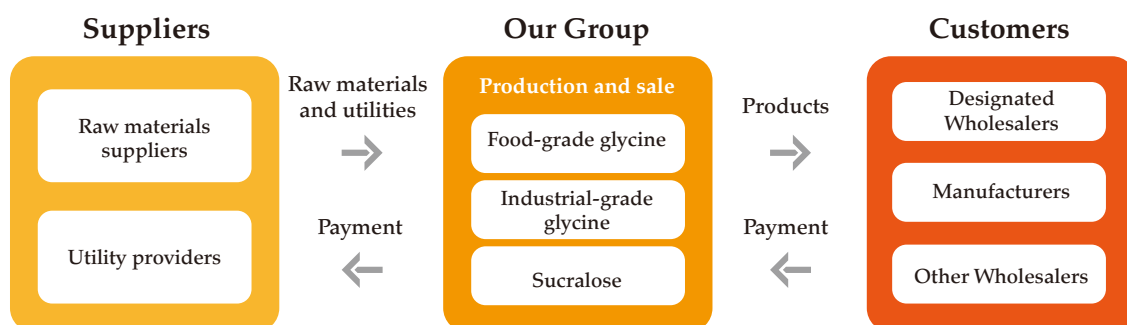 Suppliers
Raw materials
suppliers
Utility providers
Raw materials
and utilities
Payment
Our Group
Production and sale
Food-grade glycine
Industrial-grade
glycine
Sucralose
Products
Payment
Customers
Designated
Wholesalers
Manufacturers
Other Wholesalers